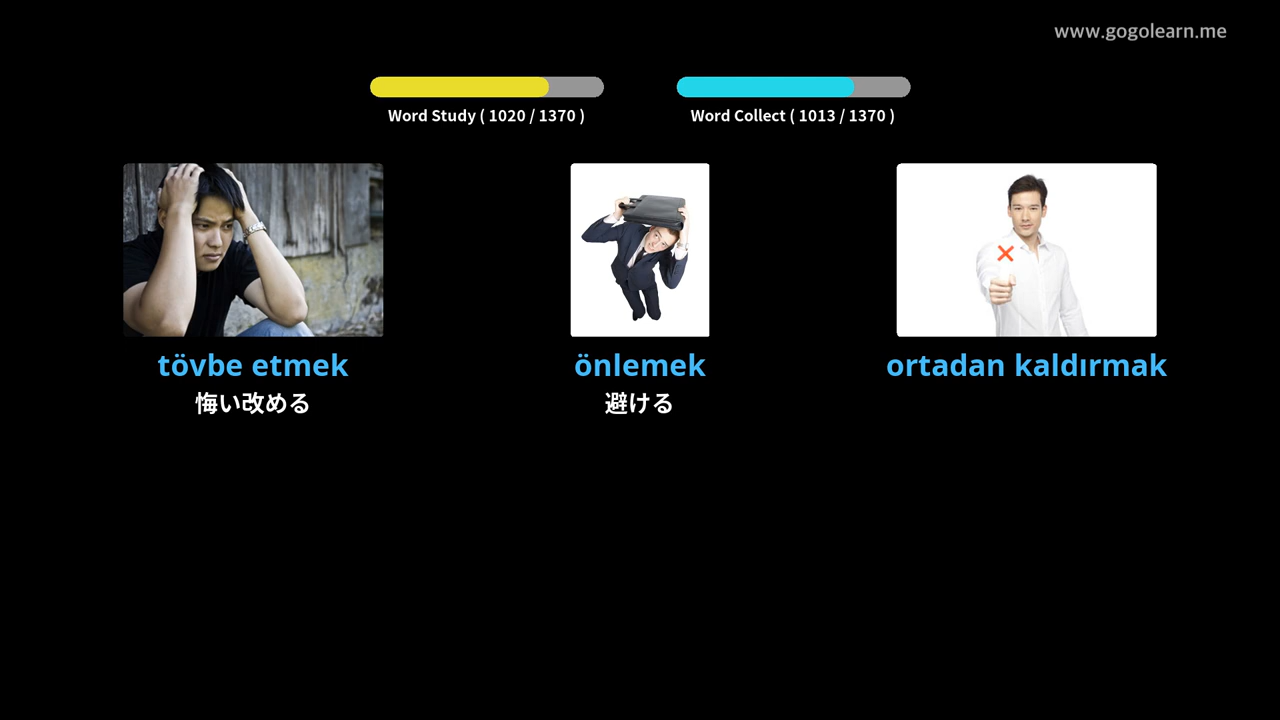 www.gogolearn.me
Word Study ( 1020 / 1370 )
Word Collect ( 1013 / 1370 )
tövbe etmek
悔い改める
önlemek
避ける
ortadan kaldırmak